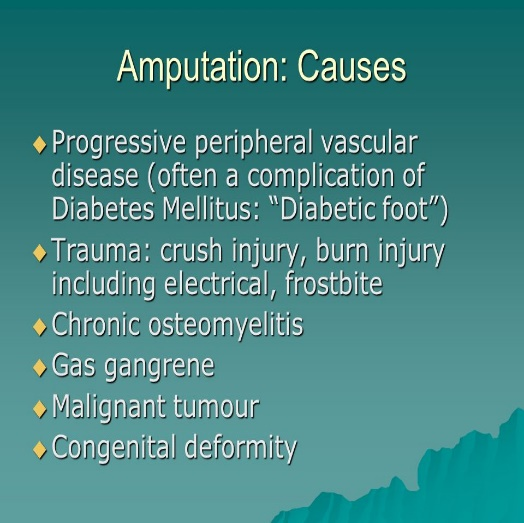 Amputation: Causes
Progressive peripheral vascular
disease (often a complication of
Diabetes Mellitus: “Diabetic foot”)
Trauma: crush injury, burn injury
including electrical, frostbite
Chronic osteomyelitis
Gas gangrene
Malignant tumour
Congenital deformity